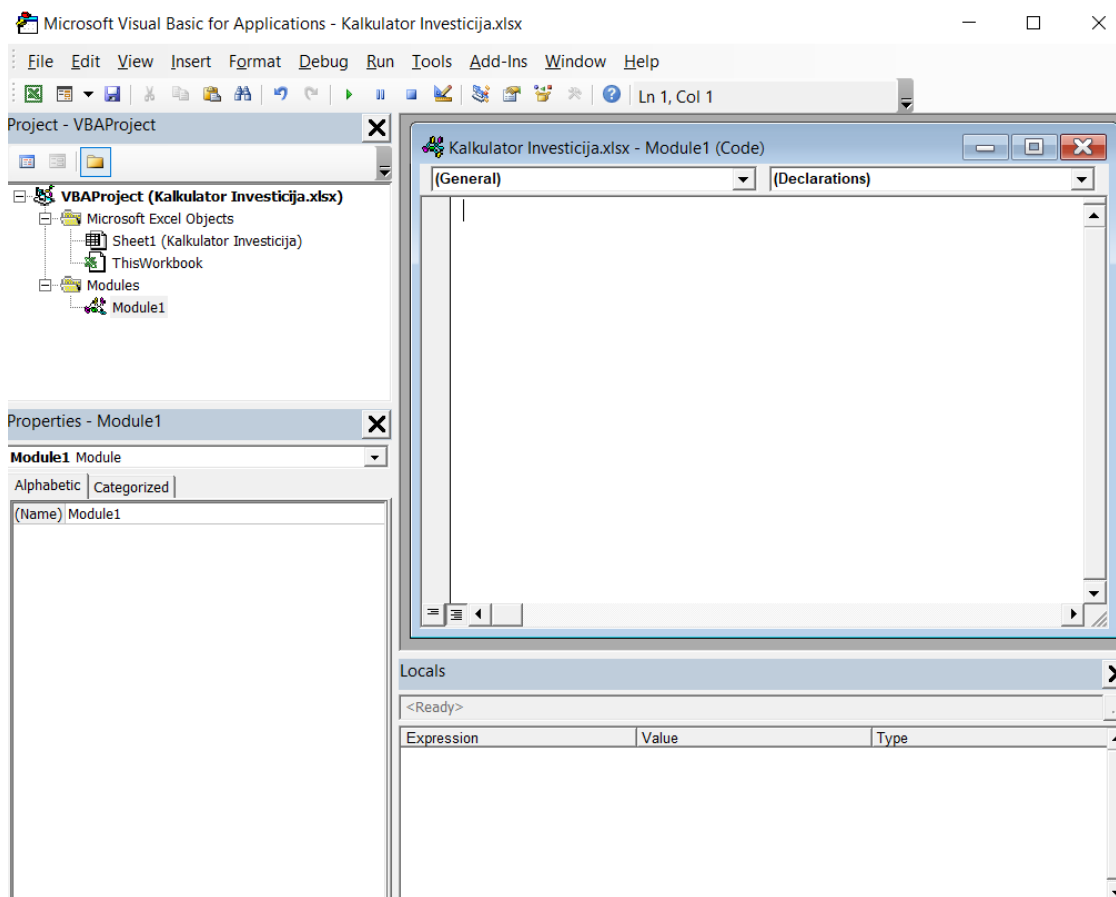 Microsoft Visual Basic for Applications - Kalkulator Investicija.xlsx
File Edit View Insert Format Debug Run Tools Add-Ins Window Help
Ln 1, Col 1
Project - VBAProject
VBAProject (Kalkulator Investicija.xlsx)
Microsoft Excel Objects
Sheet1 (Kalkulator Investicija)
ThisWorkbook
Modules
Module1
Properties - Module1
Module1 Module
Alphabetic Categorized
(Name) Module1
Kalkulator Investicija.xlsx - Module1 (Code)
(General) (Declarations)
Locals
<Ready>
Expression Value Type